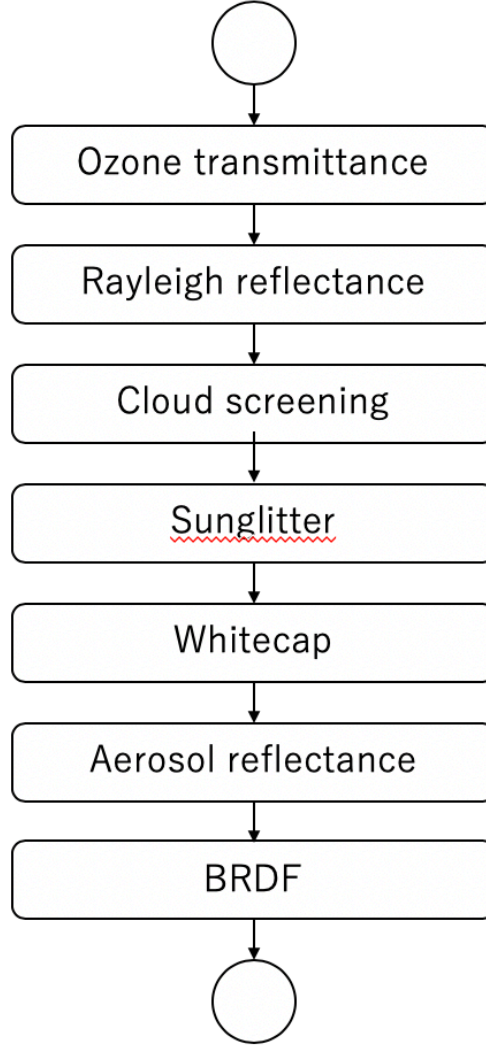 Ozone transmittance
Rayleigh reflectance
Cloud screening
Sunglitter
Whitecap
Aerosol reflectance
BRDF